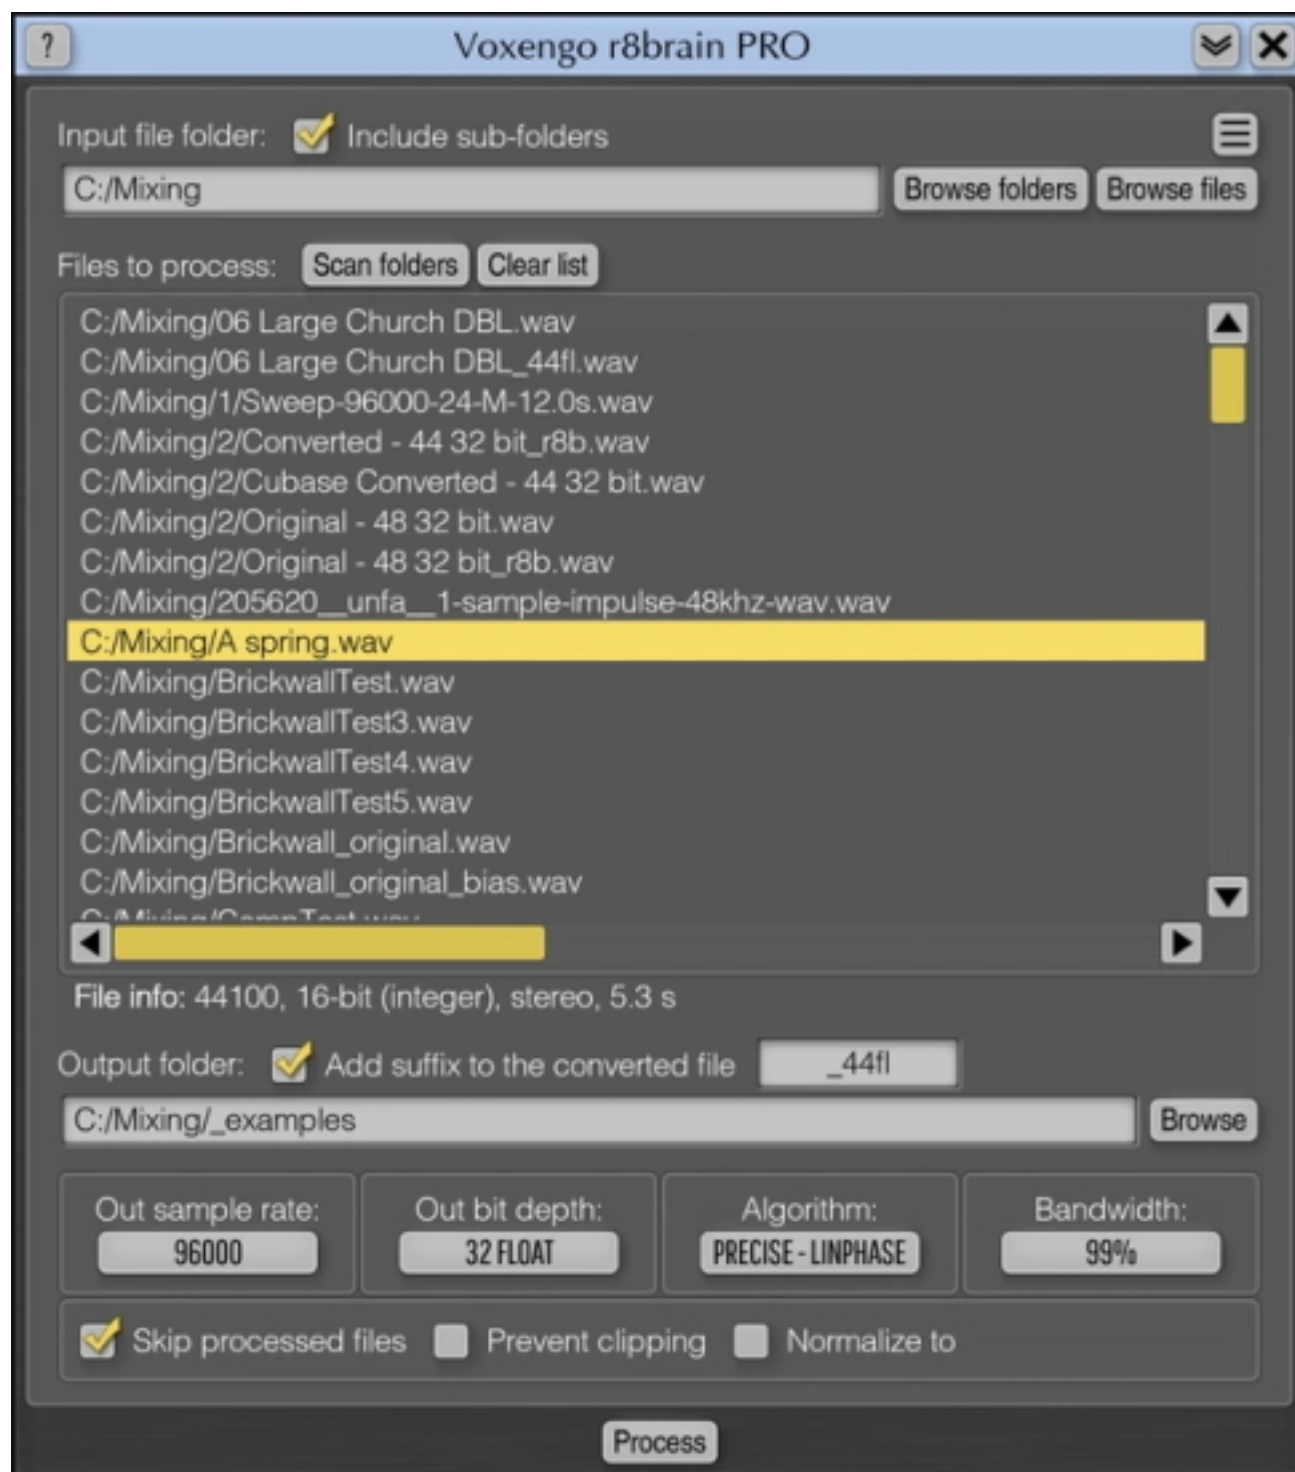 ?
Voxengo r8brain PRO
Input file folder: Include sub-folders
C:/Mixing Browse folders Browse files
Files to process: Scan folders Clear list
C:/Mixing/06 Large Church DBL.wav
C:/Mixing/06 Large Church DBL_44fl.wav
C:/Mixing/1/Sweep-96000-24-M-12.0s.wav
C:/Mixing/2/Converted - 44 32 bit_r8b.wav
C:/Mixing/2/Cubase Converted - 44 32 bit.wav
C:/Mixing/2/Original - 48 32 bit.wav
C:/Mixing/2/Original - 48 32 bit_r8b.wav
C:/Mixing/205620__unfa__1-sample-impulse-48khz-wav.wav
C:/Mixing/A spring.wav
C:/Mixing/BrickwallTest.wav
C:/Mixing/BrickwallTest3.wav
C:/Mixing/BrickwallTest4.wav
C:/Mixing/BrickwallTest5.wav
C:/Mixing/Brickwall_original.wav
C:/Mixing/Brickwall_original_bias.wav
C:/Mixing/CompTest.wav
File info: 44100, 16-bit (integer), stereo, 5.3 s
Output folder: Add suffix to the converted file _44fl
C:/Mixing/_examples Browse
Out sample rate: Out bit depth: Algorithm: Bandwidth:
96000 32 FLOAT PRECISE - LINPHASE 99%
Skip processed files Prevent clipping Normalize to
Process